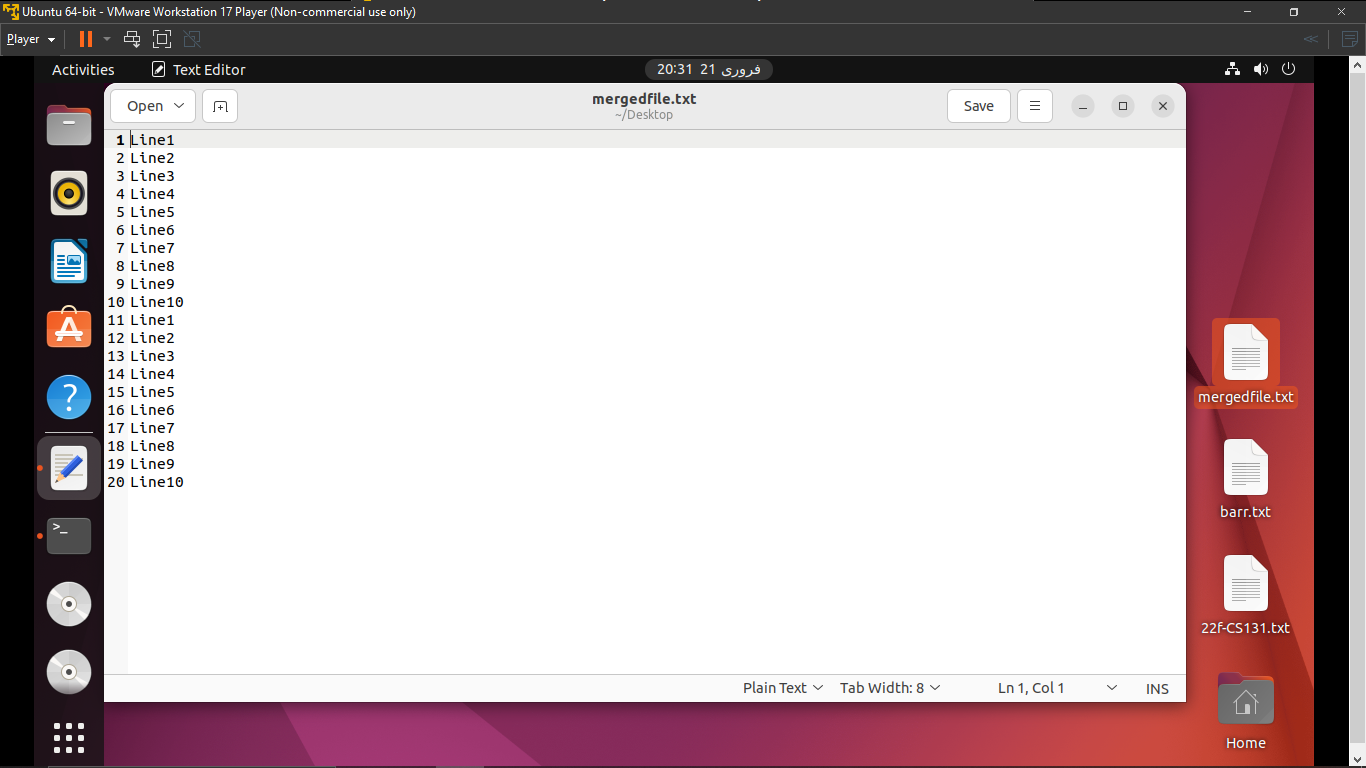 Ubuntu 64-bit - VMware Workstation 17 Player (Non-commercial use only)
Player
Activities
Text Editor
20:31 21 فروری
Open
mergedfile.txt
~/Desktop
Save
1 Line1
2 Line2
3 Line3
4 Line4
5 Line5
6 Line6
7 Line7
8 Line8
9 Line9
10 Line10
11 Line1
12 Line2
13 Line3
14 Line4
15 Line5
16 Line6
17 Line7
18 Line8
19 Line9
20 Line10
mergedfile.txt
barr.txt
22f-CS131.txt
Home
Plain Text
Tab Width: 8
Ln 1, Col 1
INS